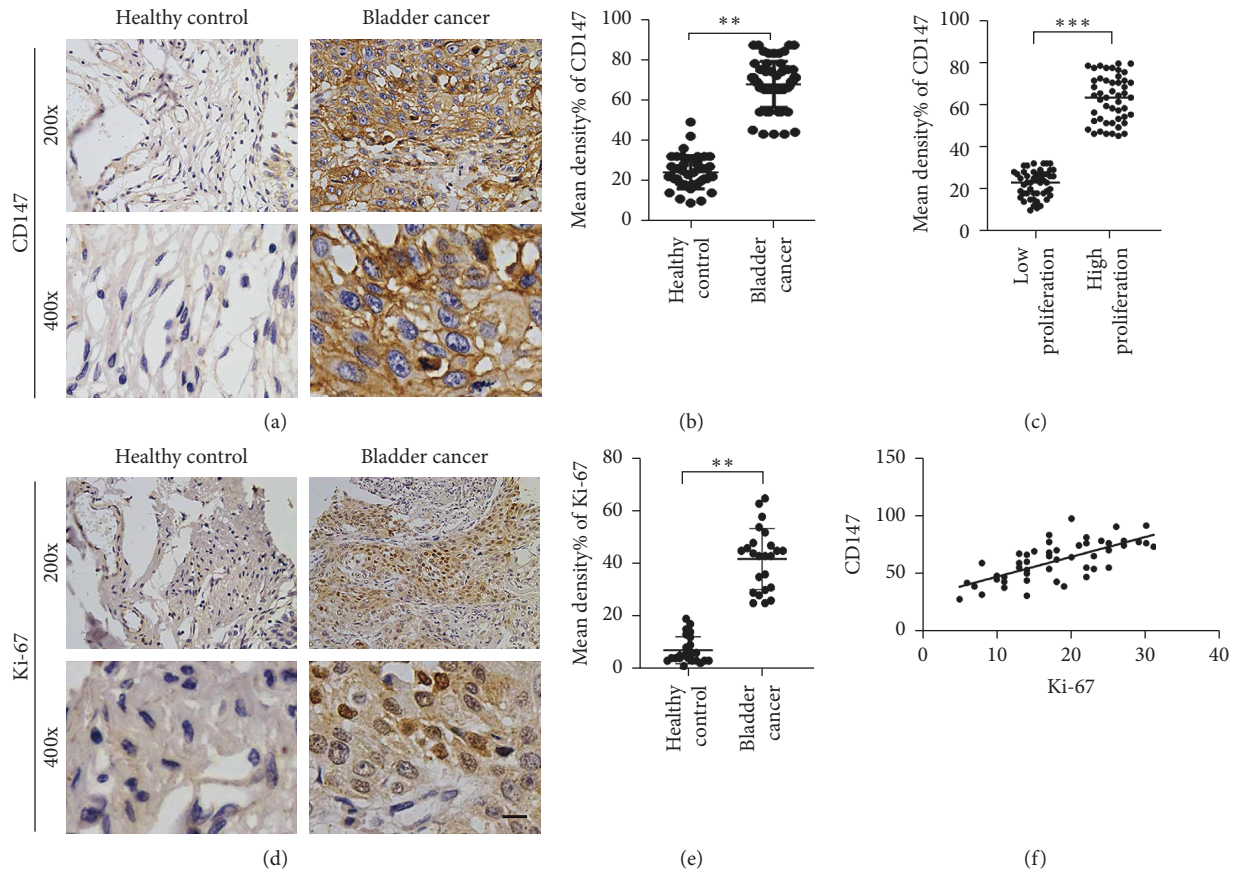 Healthy control
Bladder cancer
CD147
200x
400x
(a)
Mean density% of CD147
100
80
60
40
20
0
**
Healthy
control
Bladder
cancer
(b)
Mean density% of CD147
100
80
60
40
20
0
***
Low
proliferation
High
proliferation
(c)
Healthy control
Bladder cancer
Ki-67
200x
400x
(d)
Mean density% of Ki-67
80
60
40
20
0
**
Healthy
control
Bladder
cancer
(e)
CD147
150
100
50
0
0 10 20 30 40
Ki-67
(f)